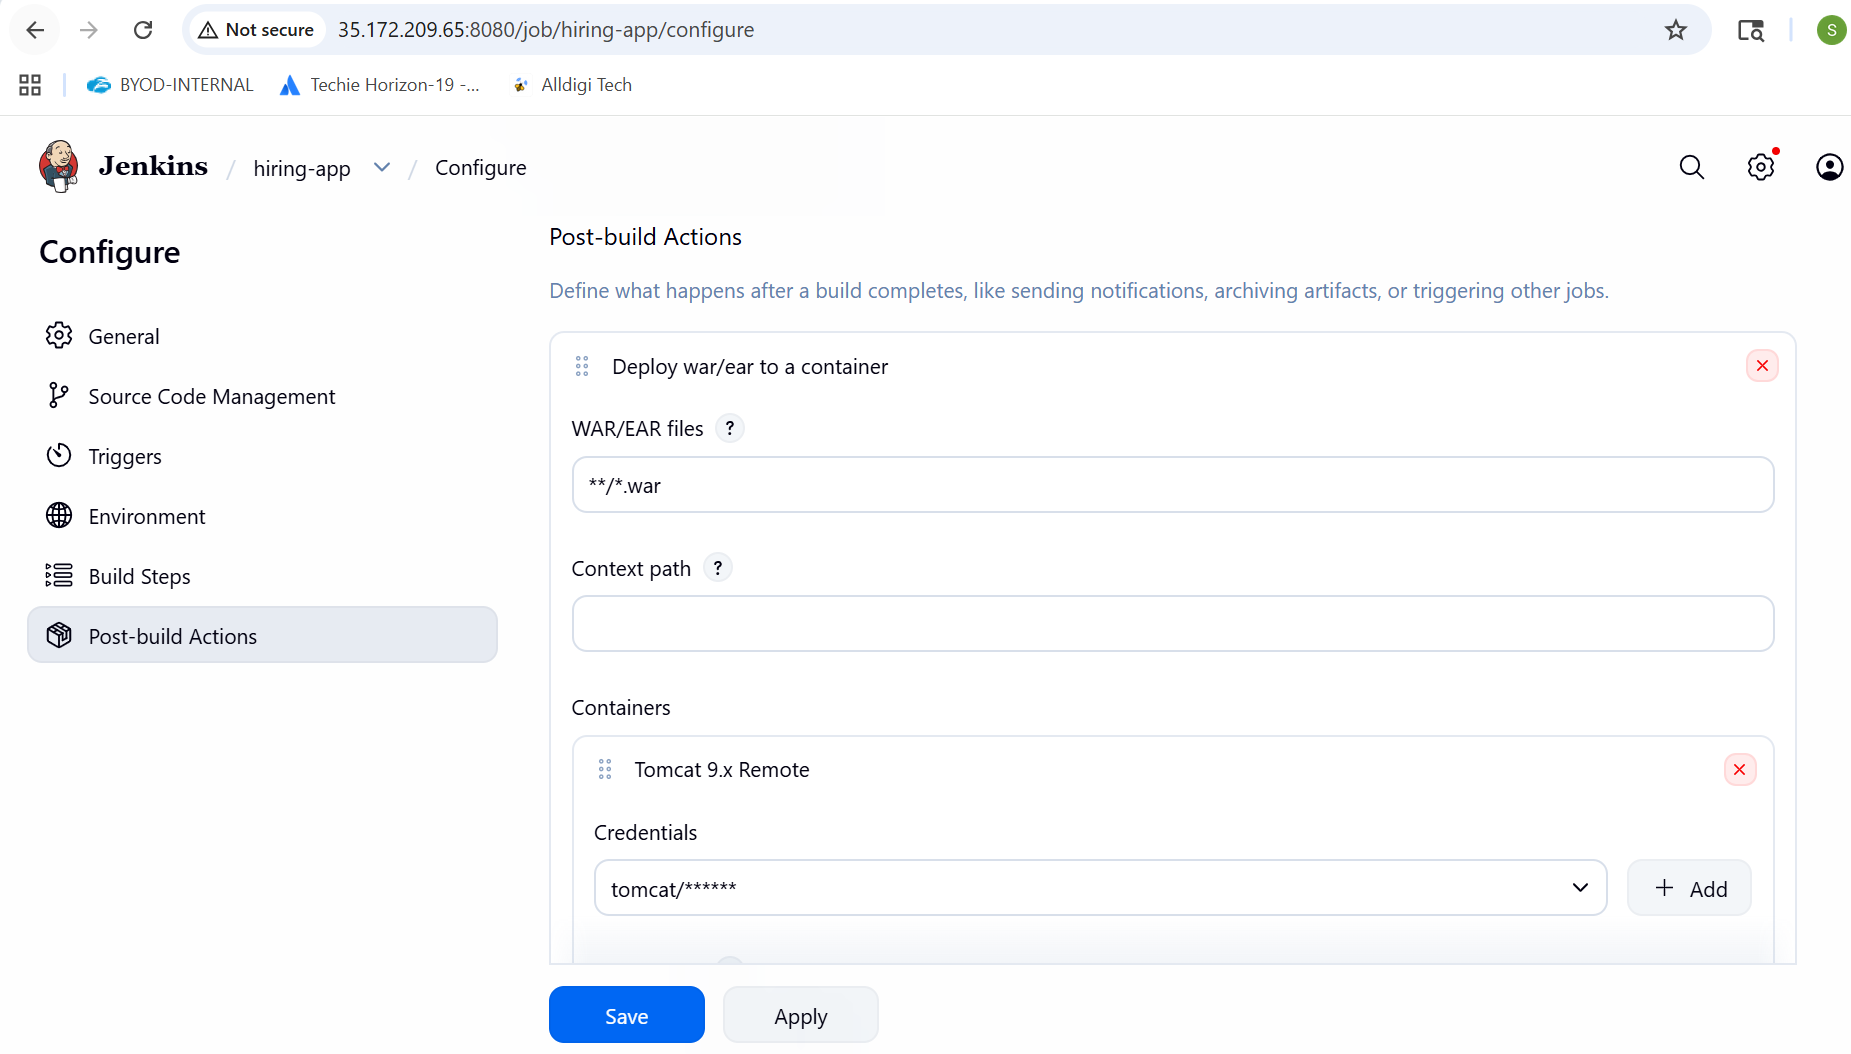 Not secure 35.172.209.65:8080/job/hiring-app/configure S
BYOD-INTERNAL Techie Horizon-19 -... Alldigi Tech
Jenkins / hiring-app / Configure
Configure
General
Source Code Management
Triggers
Environment
Build Steps
Post-build Actions
Post-build Actions
Define what happens after a build completes, like sending notifications, archiving artifacts, or triggering other jobs.
Deploy war/ear to a container
WAR/EAR files ?
**/*.war
Context path ?
Containers
Tomcat 9.x Remote
Credentials
tomcat/******
+ Add
Save Apply